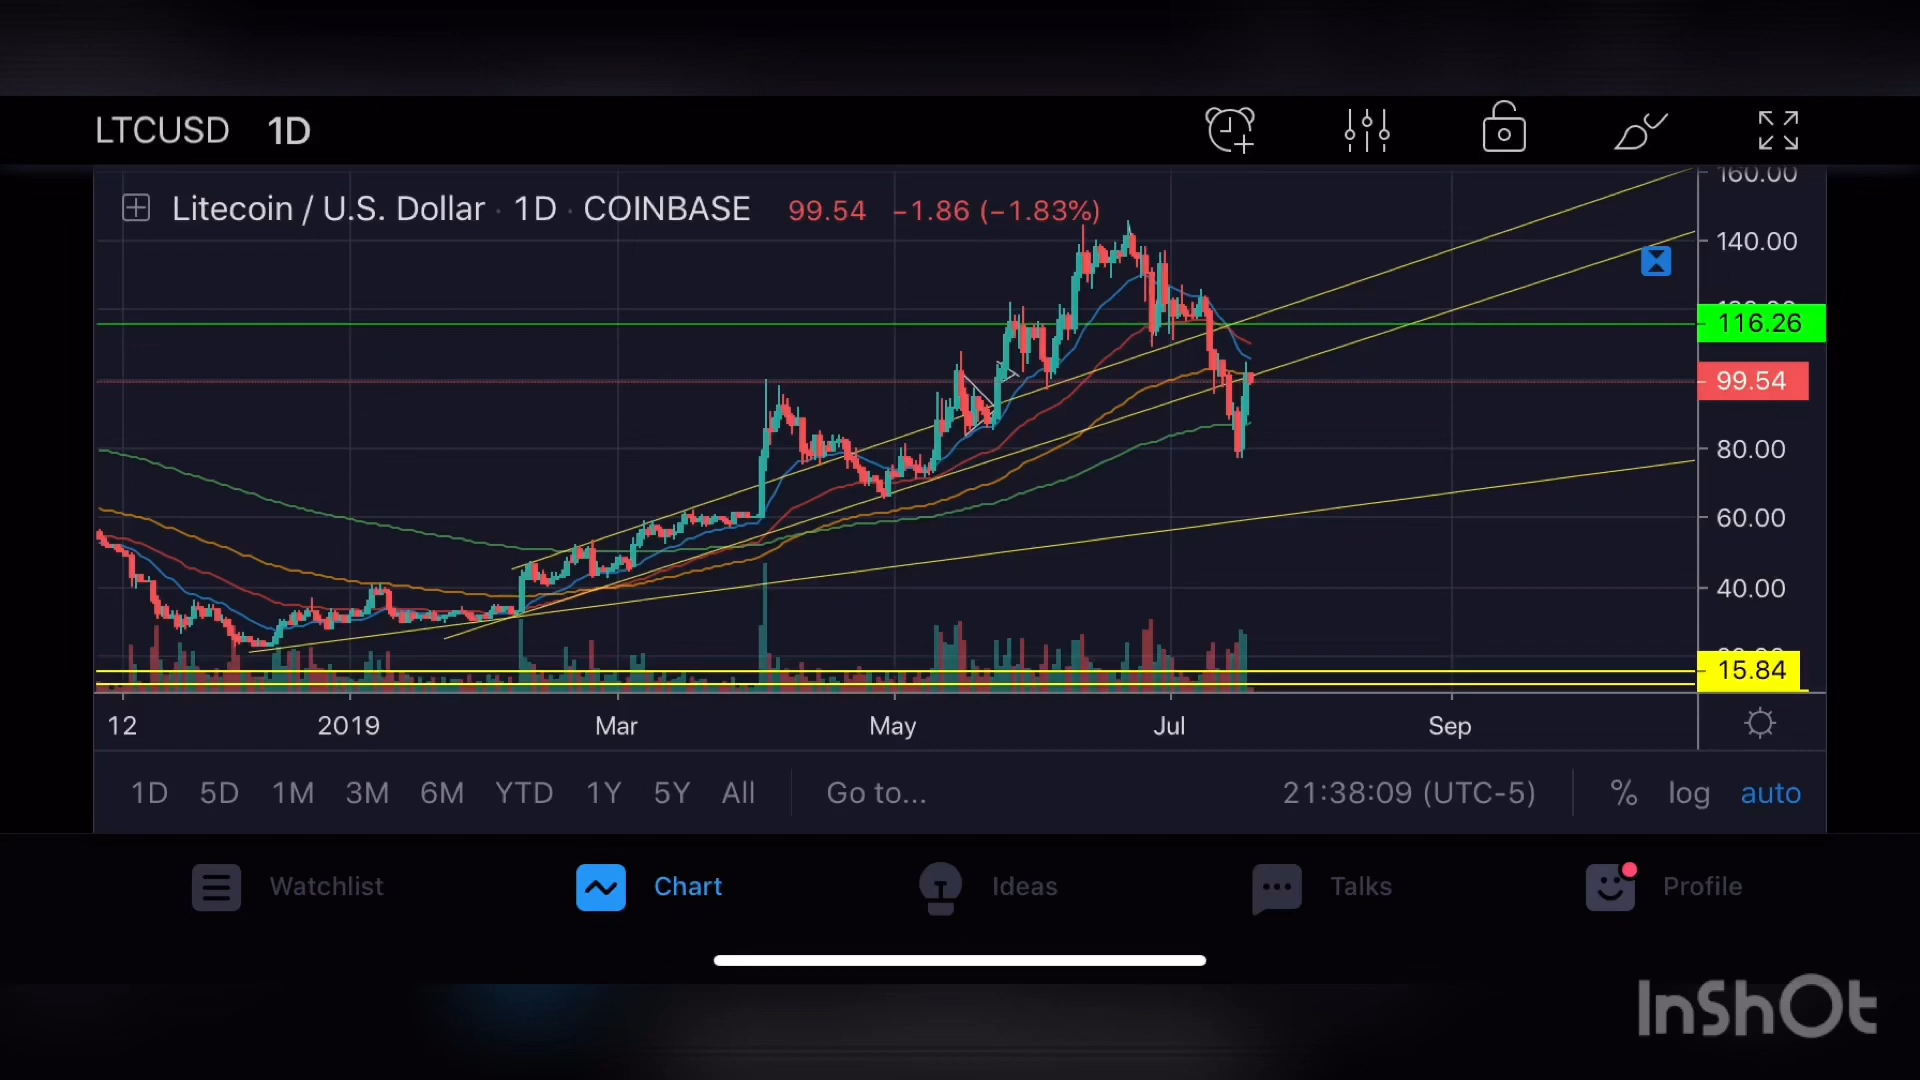 LTCUSD 1D
Litecoin / U.S. Dollar · 1D · COINBASE 99.54 −1.86 (−1.83%)
160.00
140.00
116.26
99.54
80.00
60.00
40.00
15.84
12 2019 Mar May Jul Sep
1D 5D 1M 3M 6M YTD 1Y 5Y All Go to... 21:38:09 (UTC-5) % log auto
Watchlist Chart Ideas Talks Profile
InShOt